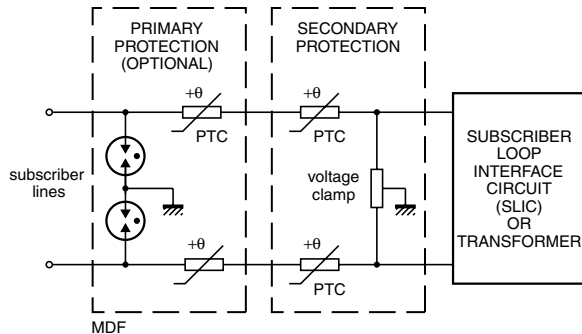 PRIMARY
PROTECTION
(OPTIONAL)
SECONDARY
PROTECTION
+θ
PTC
+θ
PTC
subscriber
lines
voltage
clamp
SUBSCRIBER
LOOP
INTERFACE
CIRCUIT
(SLIC)
OR
TRANSFORMER
+θ
+θ
PTC
MDF